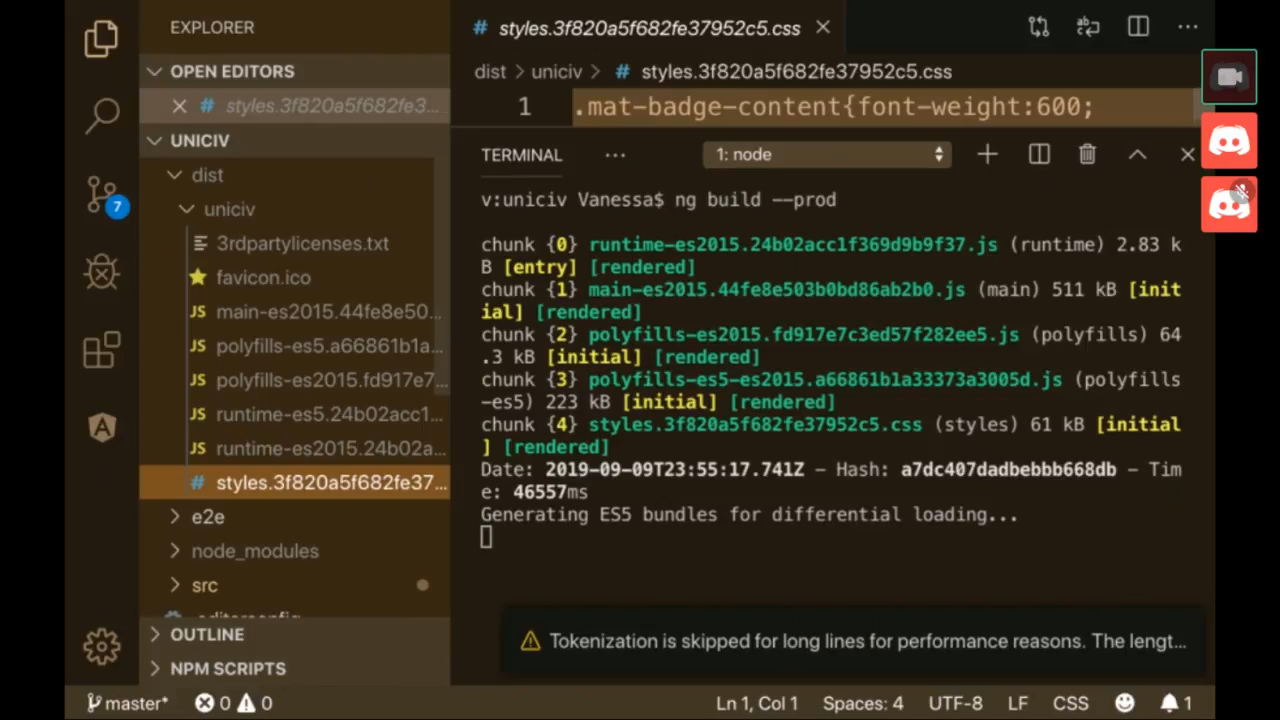 EXPLORER
OPEN EDITORS
# styles.3f820a5f682fe3...
UNICIV
dist
uniciv
3rdpartylicenses.txt
favicon.ico
JS main-es2015.44fe8e50...
JS polyfills-es5.a66861b1a...
JS polyfills-es2015.fd917e7...
JS runtime-es5.24b02acc1...
JS runtime-es2015.24b02a...
# styles.3f820a5f682fe37...
e2e
node_modules
src
.editorconfig
OUTLINE
NPM SCRIPTS
7
# styles.3f820a5f682fe37952c5.css
dist > uniciv > # styles.3f820a5f682fe37952c5.css
1 .mat-badge-content{font-weight:600;
TERMINAL ... 1: node
v:uniciv Vanessa$ ng build --prod
chunk {0} runtime-es2015.24b02acc1f369d9b9f37.js (runtime) 2.83 k
B [entry] [rendered]
chunk {1} main-es2015.44fe8e503b0bd86ab2b0.js (main) 511 kB [init
ial] [rendered]
chunk {2} polyfills-es2015.fd917e7c3ed57f282ee5.js (polyfills) 64
.3 kB [initial] [rendered]
chunk {3} polyfills-es5-es2015.a66861b1a33373a3005d.js (polyfills
-es5) 223 kB [initial] [rendered]
chunk {4} styles.3f820a5f682fe37952c5.css (styles) 61 kB [initial
] [rendered]
Date: 2019-09-09T23:55:17.741Z - Hash: a7dc407dadbebbb668db - Tim
e: 46557ms
Generating ES5 bundles for differential loading...
Tokenization is skipped for long lines for performance reasons. The lengt...
master* 0 0 Ln 1, Col 1 Spaces: 4 UTF-8 LF CSS 1